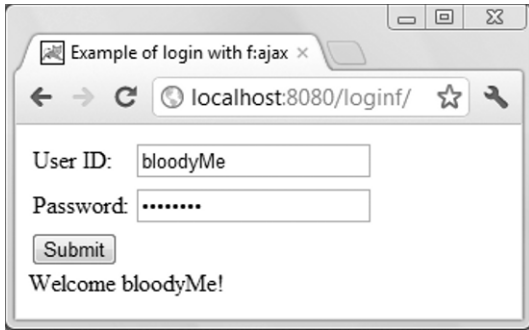 Example of login with f:ajax
localhost:8080/loginf/
User ID: bloodyMe
Password: ••••••••
Submit
Welcome bloodyMe!